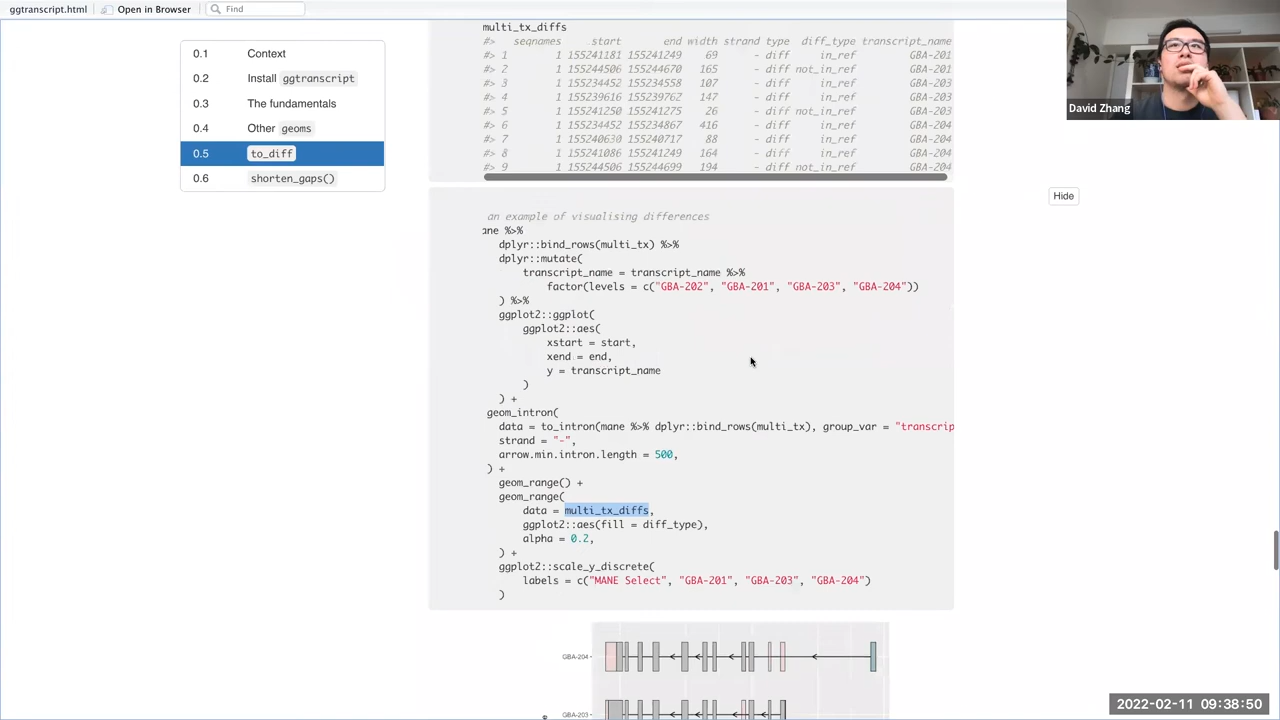 ggtranscript.html
Open in Browser
Find
0.1 Context
0.2 Install ggtranscript
0.3 The fundamentals
0.4 Other geoms
0.5 to_diff
0.6 shorten_gaps()
multi_tx_diffs
#> seqnames start end width strand type diff_type transcript_name
#> 1 1 155241181 155241249 69 - diff in_ref GBA-201
#> 2 1 155244506 155244670 165 - diff not_in_ref GBA-201
#> 3 1 155234452 155234558 107 - diff in_ref GBA-203
#> 4 1 155239616 155239762 147 - diff in_ref GBA-203
#> 5 1 155241250 155241275 26 - diff not_in_ref GBA-203
#> 6 1 155234452 155234867 416 - diff in_ref GBA-204
#> 7 1 155240630 155240717 88 - diff in_ref GBA-204
#> 8 1 155241086 155241249 164 - diff in_ref GBA-204
#> 9 1 155244506 155244699 194 - diff not_in_ref GBA-204
Hide
an example of visualising differences
ane %>%
dplyr::bind_rows(multi_tx) %>%
dplyr::mutate(
transcript_name = transcript_name %>%
factor(levels = c("GBA-202", "GBA-201", "GBA-203", "GBA-204"))
) %>%
ggplot2::ggplot(
ggplot2::aes(
xstart = start,
xend = end,
y = transcript_name
)
) +
geom_intron(
data = to_intron(mane %>% dplyr::bind_rows(multi_tx), group_var = "transcrip
strand = "-",
arrow.min.intron.length = 500,
) +
geom_range() +
geom_range(
data = multi_tx_diffs,
ggplot2::aes(fill = diff_type),
alpha = 0.2,
) +
ggplot2::scale_y_discrete(
labels = c("MANE Select", "GBA-201", "GBA-203", "GBA-204")
)
GBA-204
GBA-203
David Zhang
2022-02-11 09:38:50